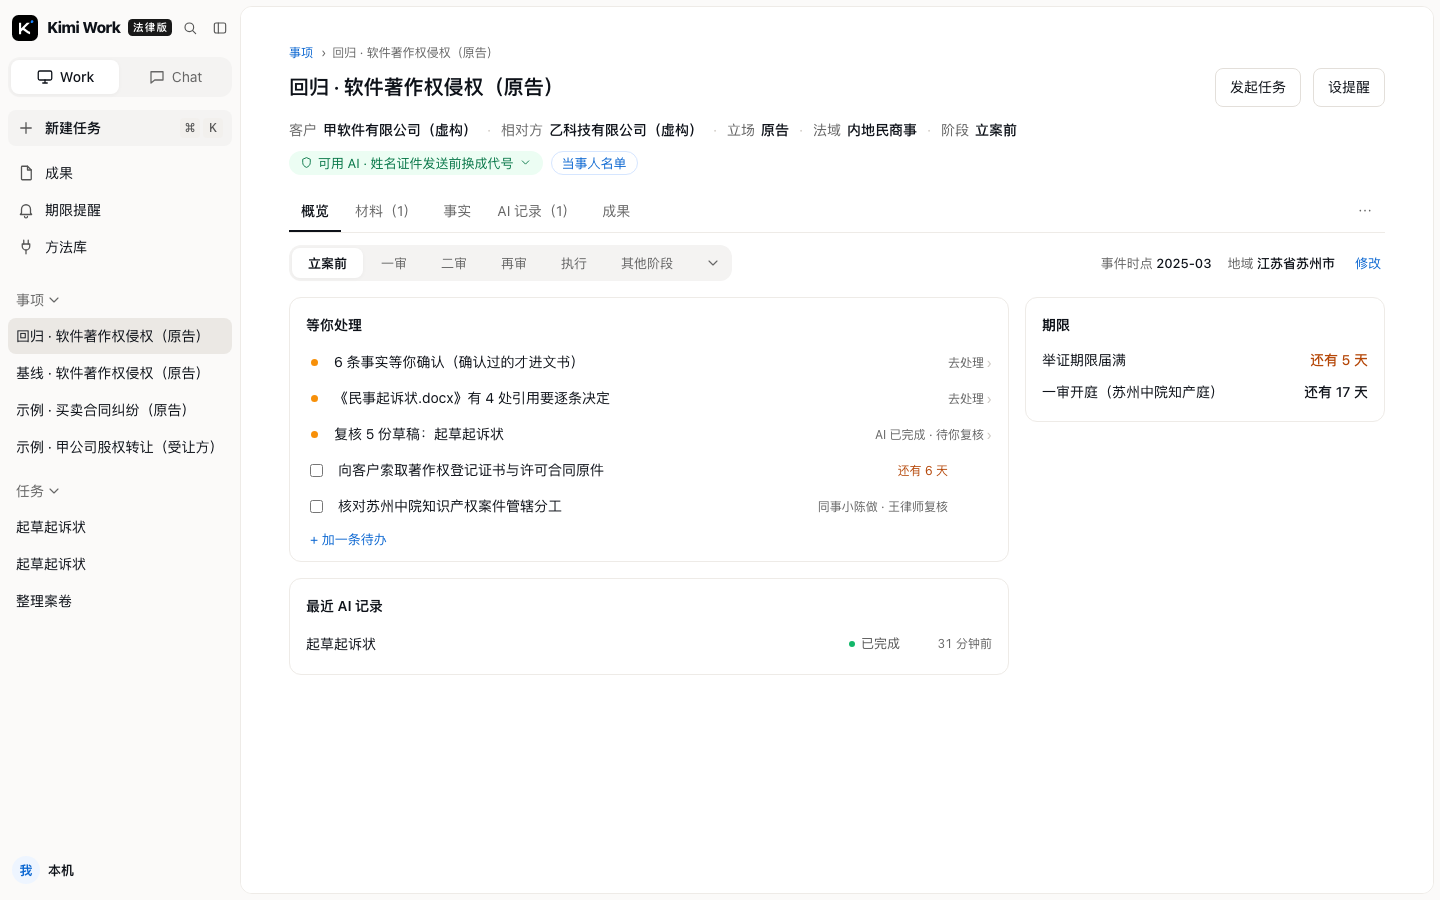 Kimi Work 法律版
Work Chat
新建任务 ⌘ K
成果
期限提醒
方法库
事项
回归 · 软件著作权侵权（原告）
基线 · 软件著作权侵权（原告）
示例 · 买卖合同纠纷（原告）
示例 · 甲公司股权转让（受让方）
任务
起草起诉状
起草起诉状
整理案卷
我 本机
事项 › 回归 · 软件著作权侵权（原告）
回归 · 软件著作权侵权（原告）
发起任务 设提醒
客户 甲软件有限公司（虚构） · 相对方 乙科技有限公司（虚构） · 立场 原告 · 法域 内地民商事 · 阶段 立案前
可用 AI · 姓名证件发送前换成代号 当事人名单
概览 材料（1） 事实 AI 记录（1） 成果 ···
立案前 一审 二审 再审 执行 其他阶段
事件时点 2025-03 地域 江苏省苏州市 修改
等你处理
6 条事实等你确认（确认过的才进文书） 去处理 ›
《民事起诉状.docx》有 4 处引用要逐条决定 去处理 ›
复核 5 份草稿：起草起诉状 AI 已完成 · 待你复核 ›
向客户索取著作权登记证书与许可合同原件 还有 6 天
核对苏州中院知识产权案件管辖分工 同事小陈做 · 王律师复核
+ 加一条待办
期限
举证期限届满 还有 5 天
一审开庭（苏州中院知产庭） 还有 17 天
最近 AI 记录
起草起诉状 已完成 31 分钟前